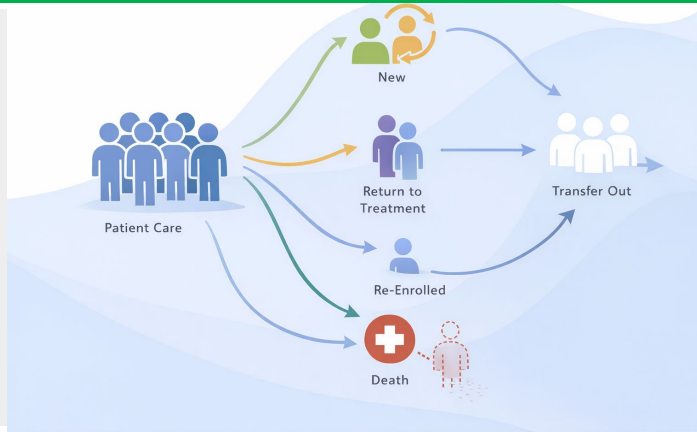 New
Patient Care
Return to
Treatment
Transfer Out
Re-Enrolled
Death